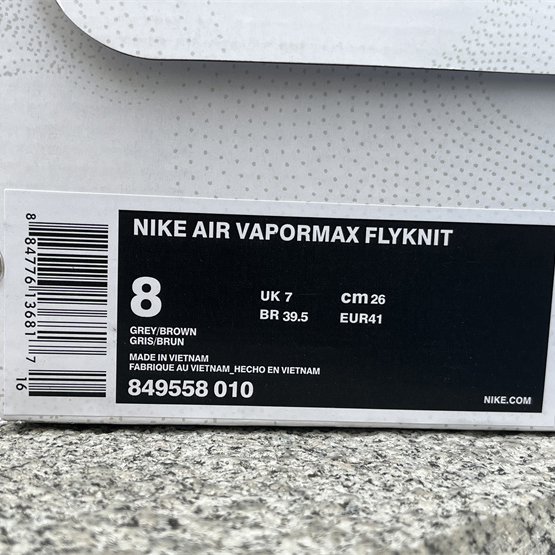 NIKE AIR VAPORMAX FLYKNIT
8
UK 7
cm 26
BR 39.5
EUR41
GREY/BROWN
GRIS/BRUN
MADE IN VIETNAM
FABRIQUE AU VIETNAM_HECHO EN VIETNAM
849558 010
NIKE.COM
8 84776 13681 7
16